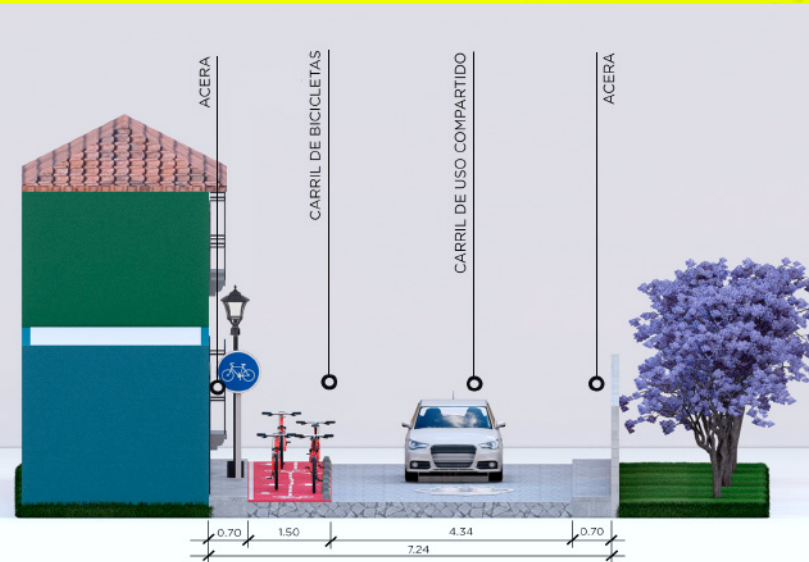 ACERA
CARRIL DE BICICLETAS
CARRIL DE USO COMPARTIDO
ACERA
0.70
1.50
4.34
0.70
7.24